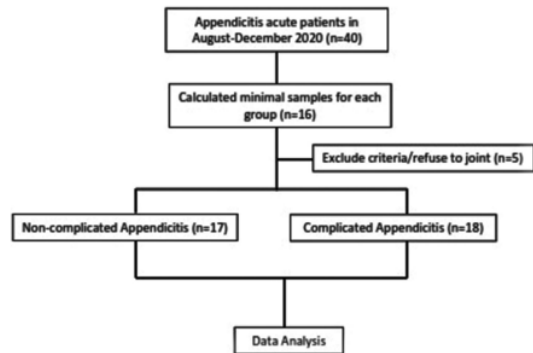 Appendicitis acute patients in
August-December 2020 (n=40)
Calculated minimal samples for each
group (n=16)
Exclude criteria/refuse to joint (n=5)
Non-complicated Appendicitis (n=17)
Complicated Appendicitis (n=18)
Data Analysis